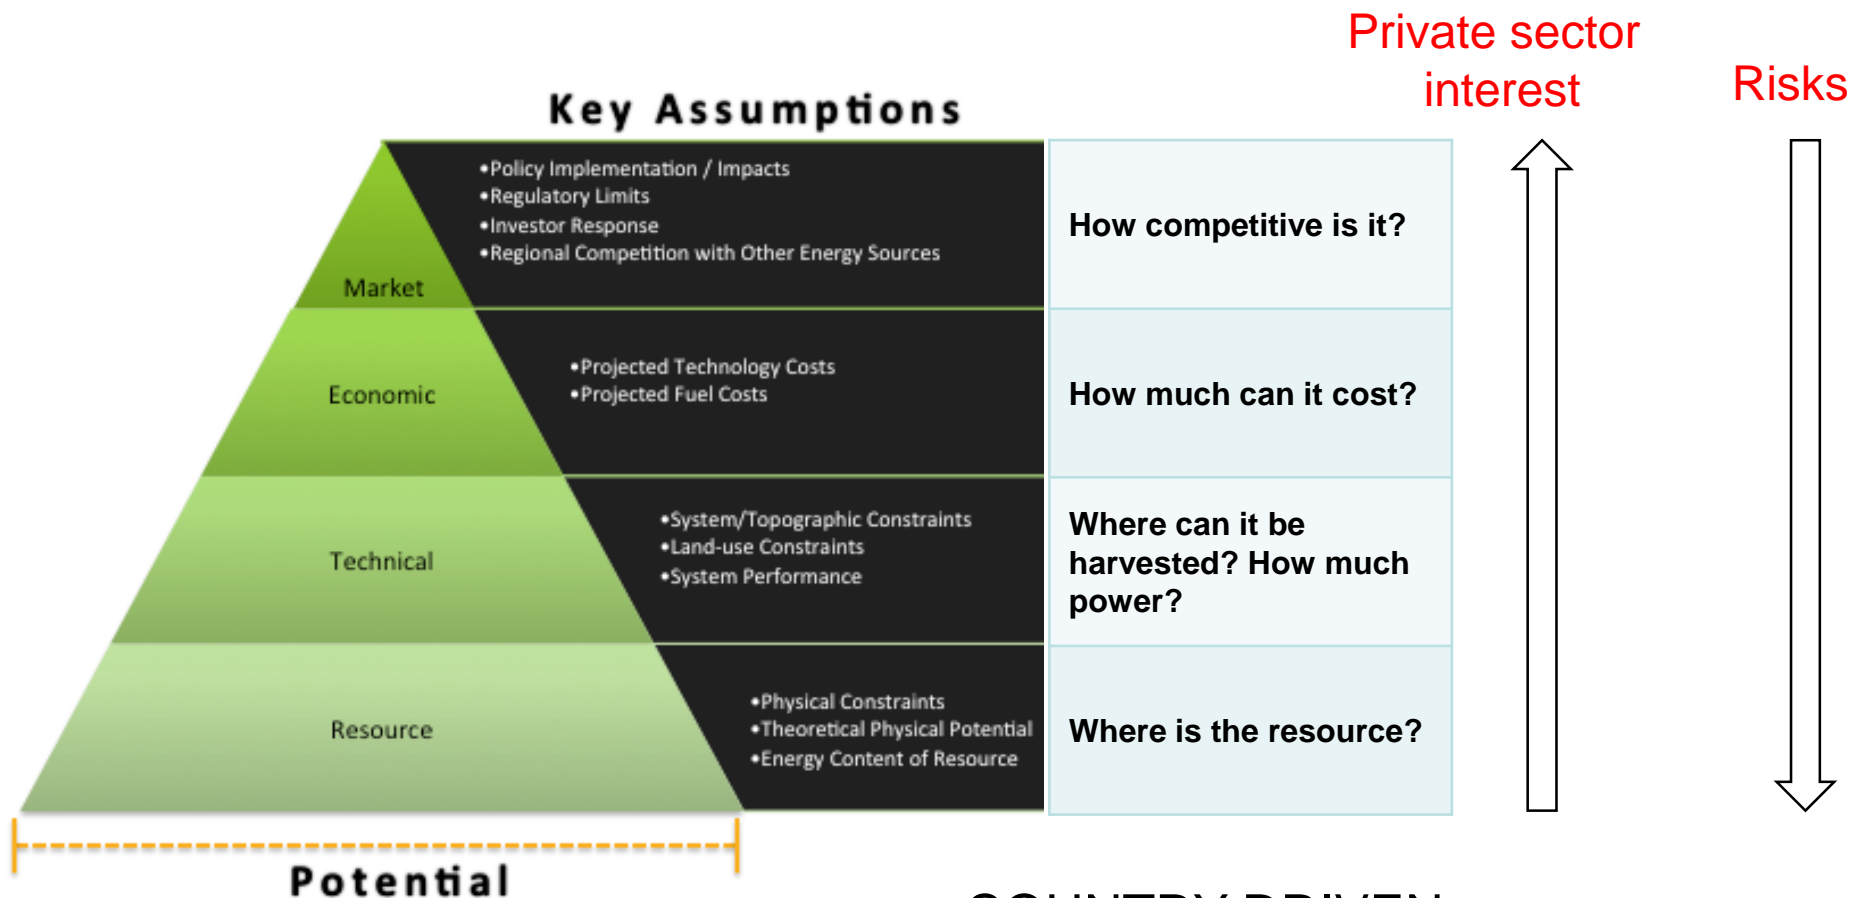 Private sector
interest
Risks
Key Assumptions
•Policy Implementation / Impacts
•Regulatory Limits
•Investor Response
•Regional Competition with Other Energy Sources
Market
How competitive is it?
Economic
•Projected Technology Costs
•Projected Fuel Costs
How much can it cost?
Technical
•System/Topographic Constraints
•Land-use Constraints
•System Performance
Where can it be
harvested? How much
power?
Resource
•Physical Constraints
•Theoretical Physical Potential
•Energy Content of Resource
Where is the resource?
Potential
COUNTRY DRIVEN